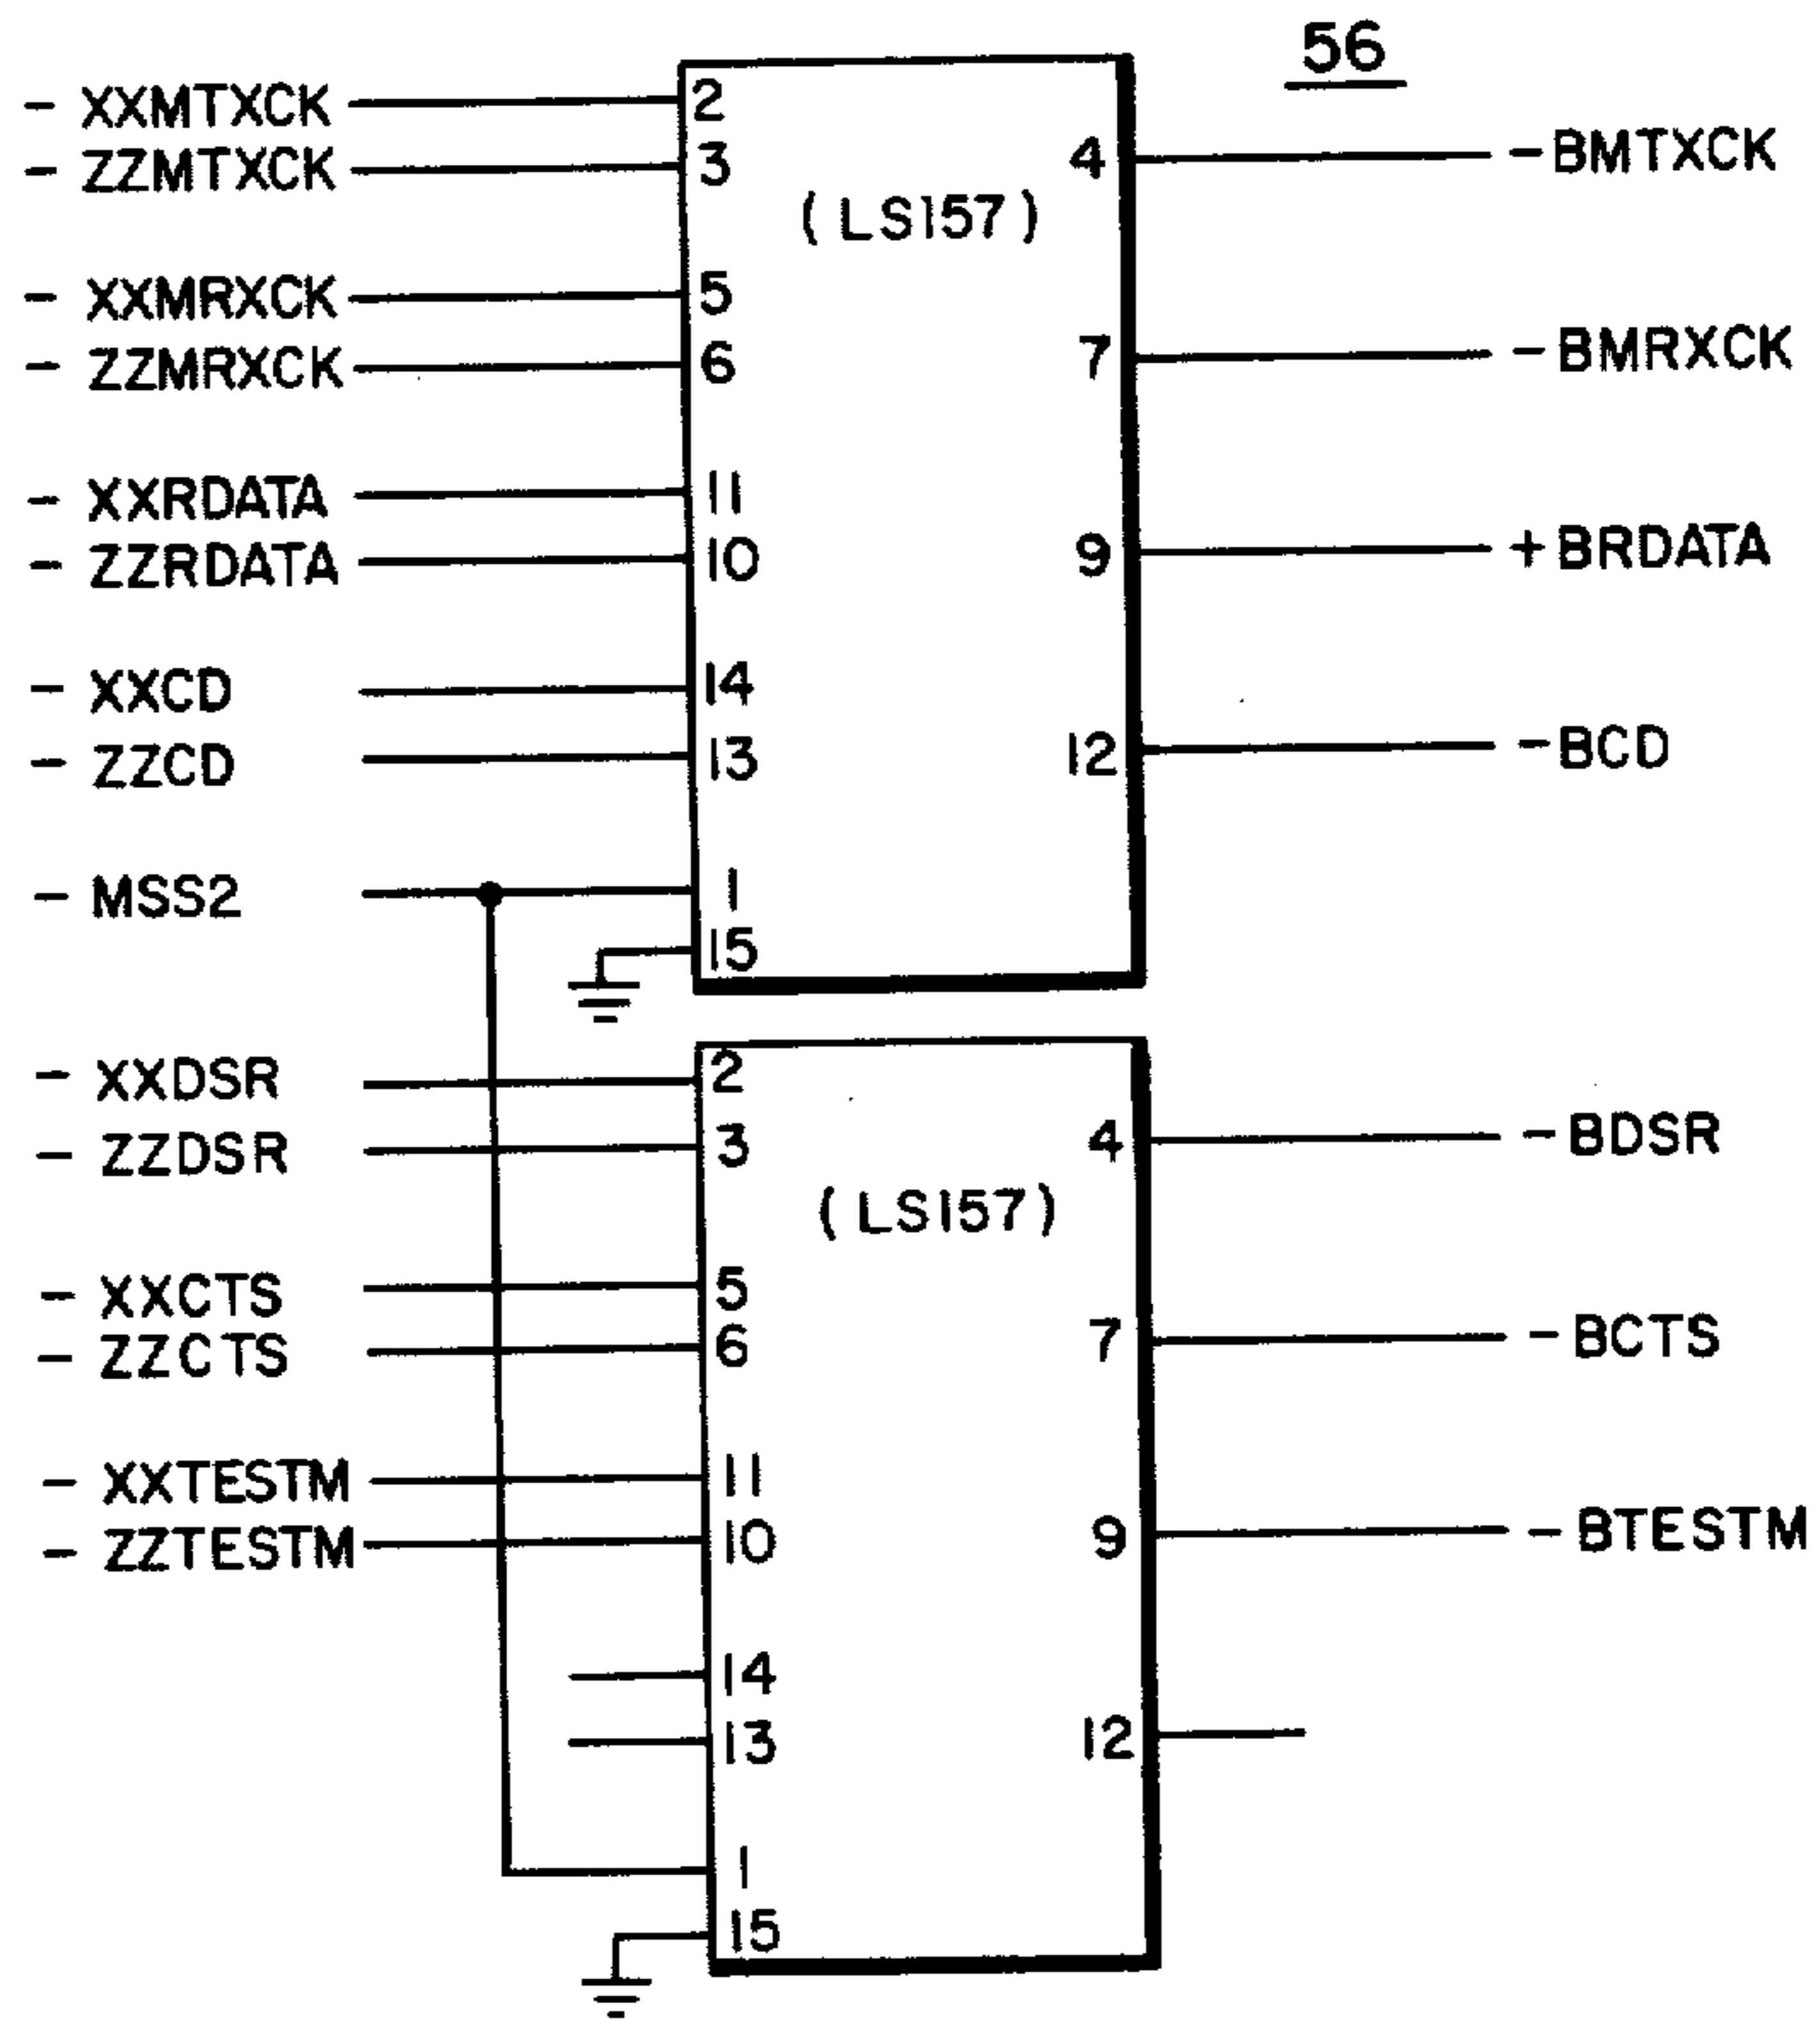 56
- XXMTXCK 2
- ZZMTXCK 3
4 -BMTXCK
(LS157)
- XXMRXCK 5
- ZZMRXCK 6
7 -BMRXCK
- XXRDATA 11
- ZZRDATA 10
9 +BRDATA
- XXCD 14
- ZZCD 13
12 -BCD
- MSS2 1
15
- XXDSR 2
- ZZDSR 3
4 -BDSR
(LS157)
- XXCTS 5
- ZZCTS 6
7 -BCTS
- XXTESTM 11
- ZZTESTM 10
9 -BTESTM
14
13
12
1
15